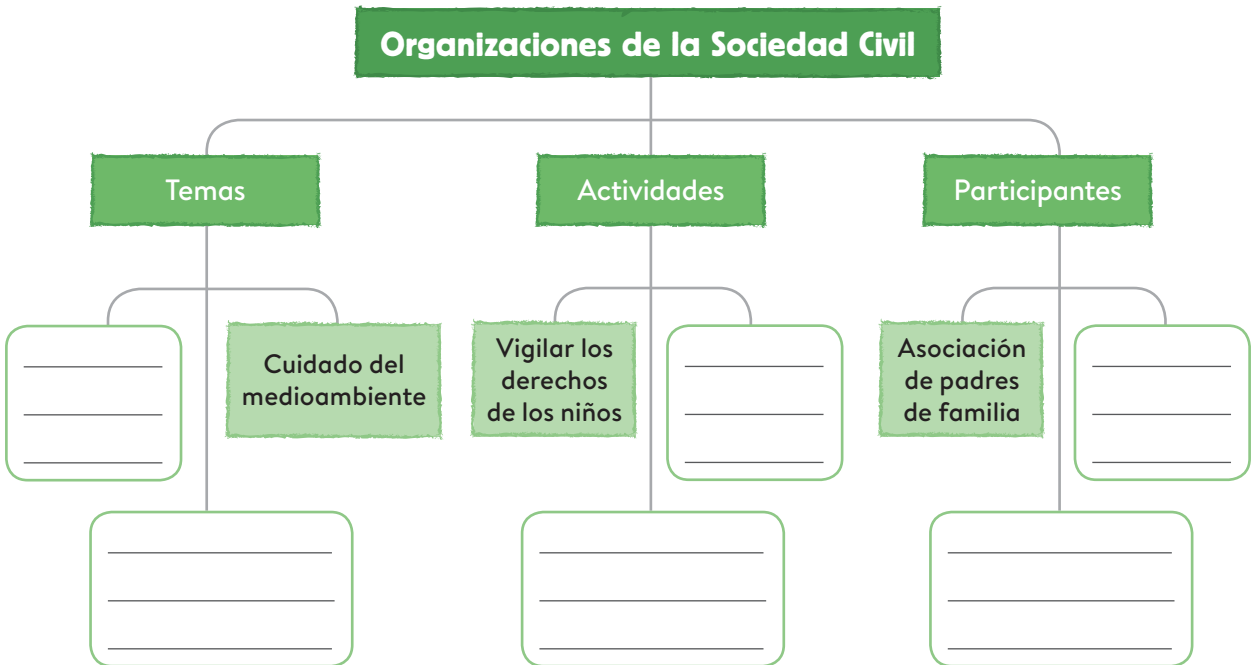 Organizaciones de la Sociedad Civil
Temas
Actividades
Participantes
Cuidado del
medioambiente
Vigilar los
derechos
de los niños
Asociación
de padres
de familia